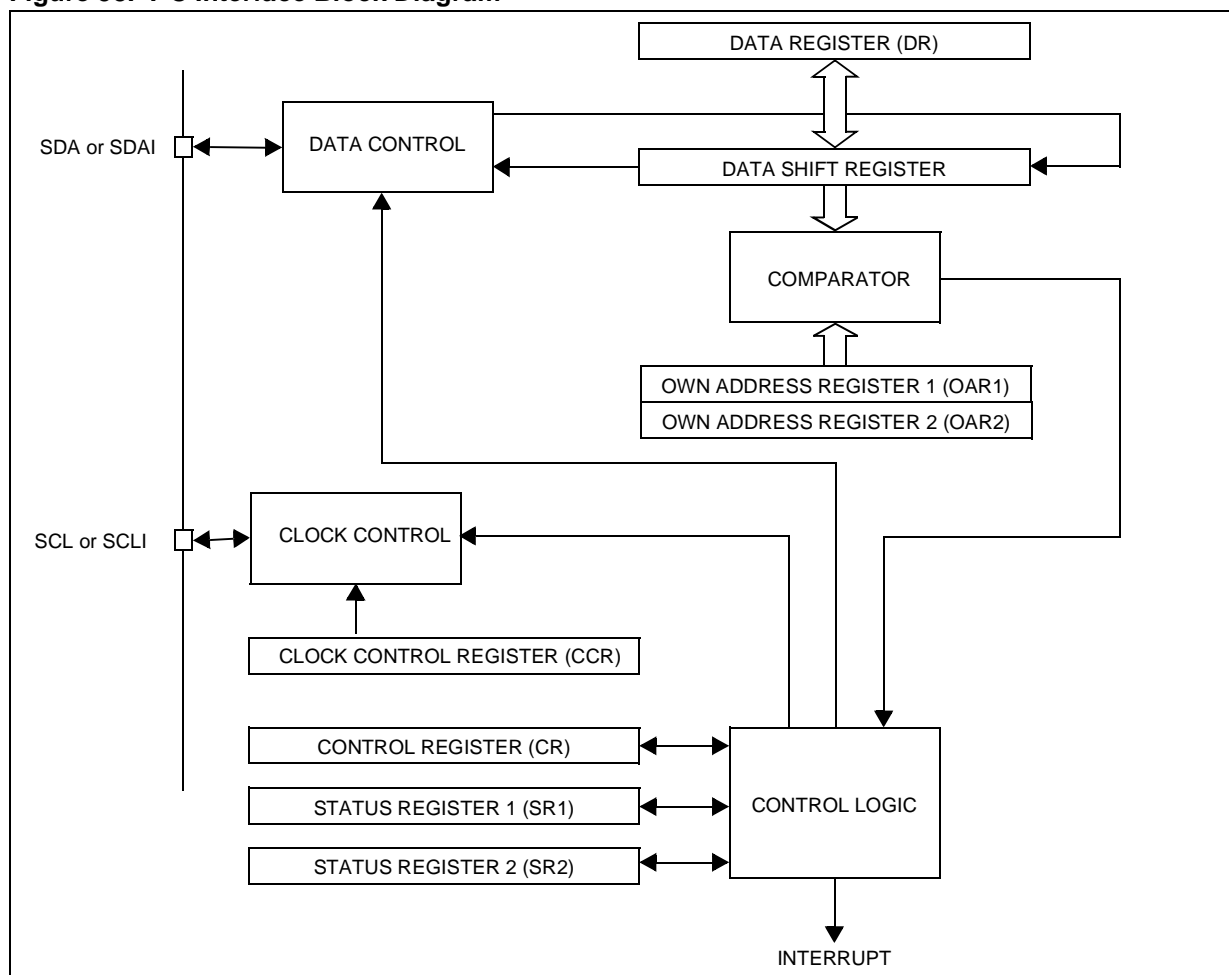 DATA REGISTER (DR)
SDA or SDAI
DATA CONTROL
DATA SHIFT REGISTER
COMPARATOR
OWN ADDRESS REGISTER 1 (OAR1)
OWN ADDRESS REGISTER 2 (OAR2)
SCL or SCLI
CLOCK CONTROL
CLOCK CONTROL REGISTER (CCR)
CONTROL REGISTER (CR)
STATUS REGISTER 1 (SR1)
CONTROL LOGIC
STATUS REGISTER 2 (SR2)
INTERRUPT